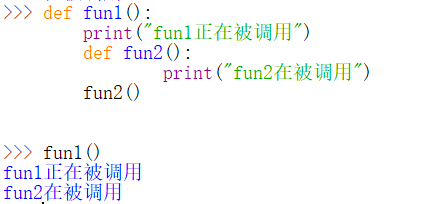 >>> def fun1():
        print("fun1正在被调用")
        def fun2():
                print("fun2在被调用")
        fun2()
>>> fun1()
fun1正在被调用
fun2在被调用